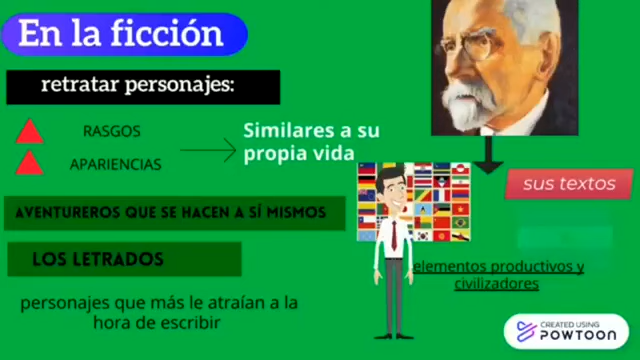 En la ficción
retratar personajes:
RASGOS
APARIENCIAS
Similares a su
propia vida
AVENTUREROS QUE SE HACEN A SÍ MISMOS
LOS LETRADOS
personajes que más le atraían a la
hora de escribir
sus textos
elementos productivos y
civilizadores
CREATED USING
POWTOON